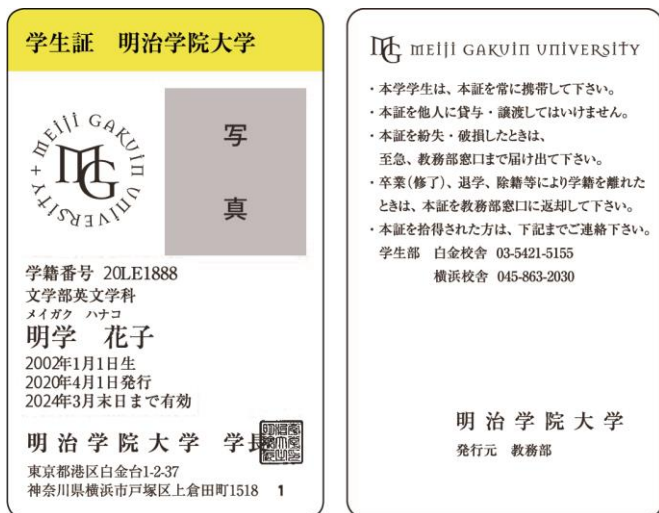 学生証　明治学院大学
MEIJI GAKUIN UNIVERSITY +
MG
写
真
学籍番号 20LE1888
文学部英文学科
メイガク　ハナコ
明学　花子
2002年1月1日生
2020年4月1日発行
2024年3月末日まで有効
明治学院大学　学長
東京都港区白金台1-2-37
神奈川県横浜市戸塚区上倉田町1518　1
MG MEIJI GAKUIN UNIVERSITY
・本学学生は、本証を常に携帯して下さい。
・本証を他人に貸与・譲渡してはいけません。
・本証を紛失・破損したときは、
至急、教務部窓口まで届け出て下さい。
・卒業(修了)、退学、除籍等により学籍を離れた
ときは、本証を教務部窓口に返却して下さい。
・本証を拾得された方は、下記までご連絡下さい。
学生部　白金校舎　03-5421-5155
横浜校舎　045-863-2030
明治学院大学
発行元　教務部